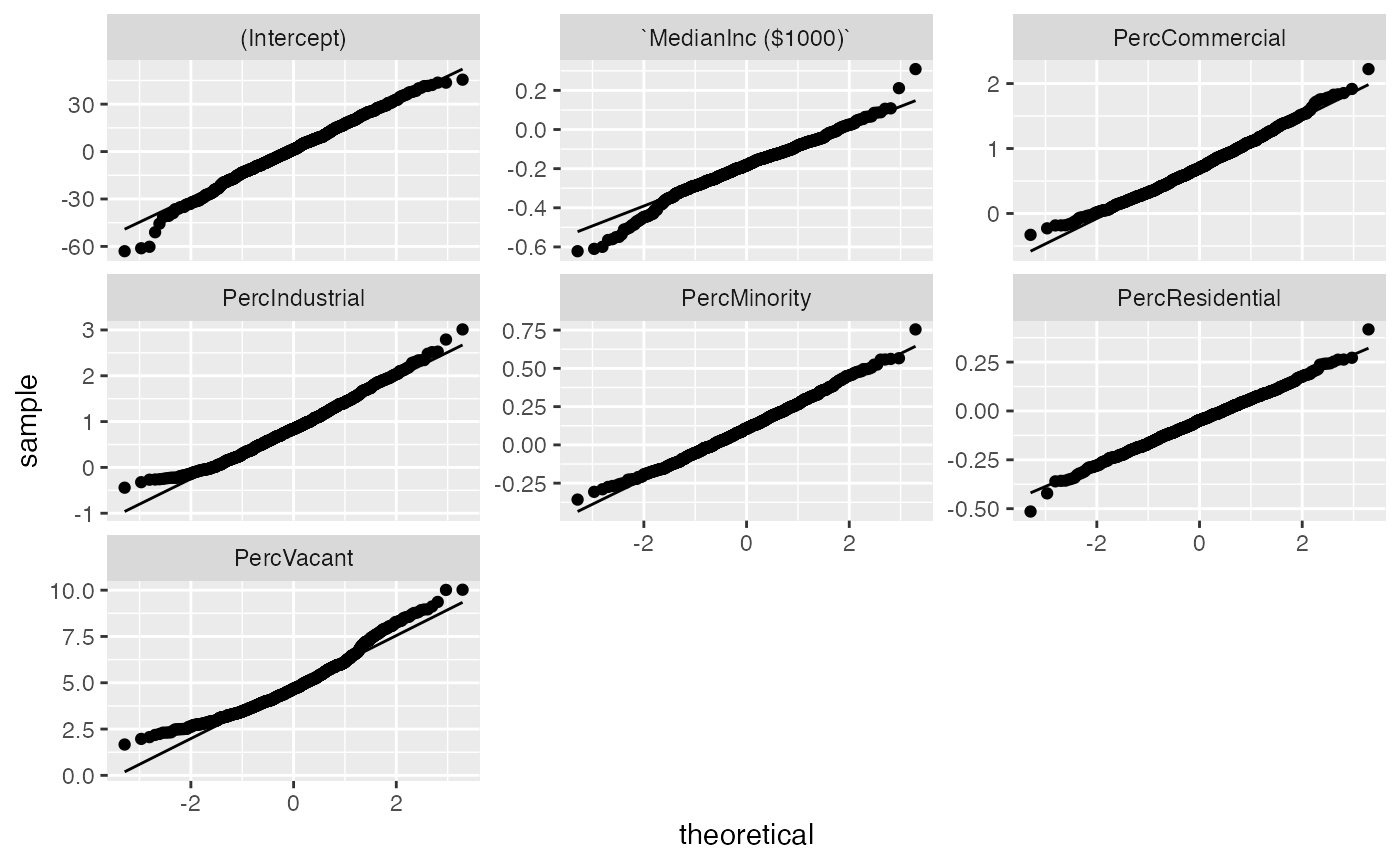 (Intercept)
`MedianInc ($1000)`
PercCommercial
30
0
-30
-60
0.2
0.0
-0.2
-0.4
-0.6
2
1
0
PercIndustrial
PercMinority
PercResidential
3
2
1
0
-1
0.75
0.50
0.25
0.00
-0.25
-2 0 2
0.25
0.00
-0.25
-0.50
-2 0 2
sample
PercVacant
10.0
7.5
5.0
2.5
0.0
-2 0 2
theoretical